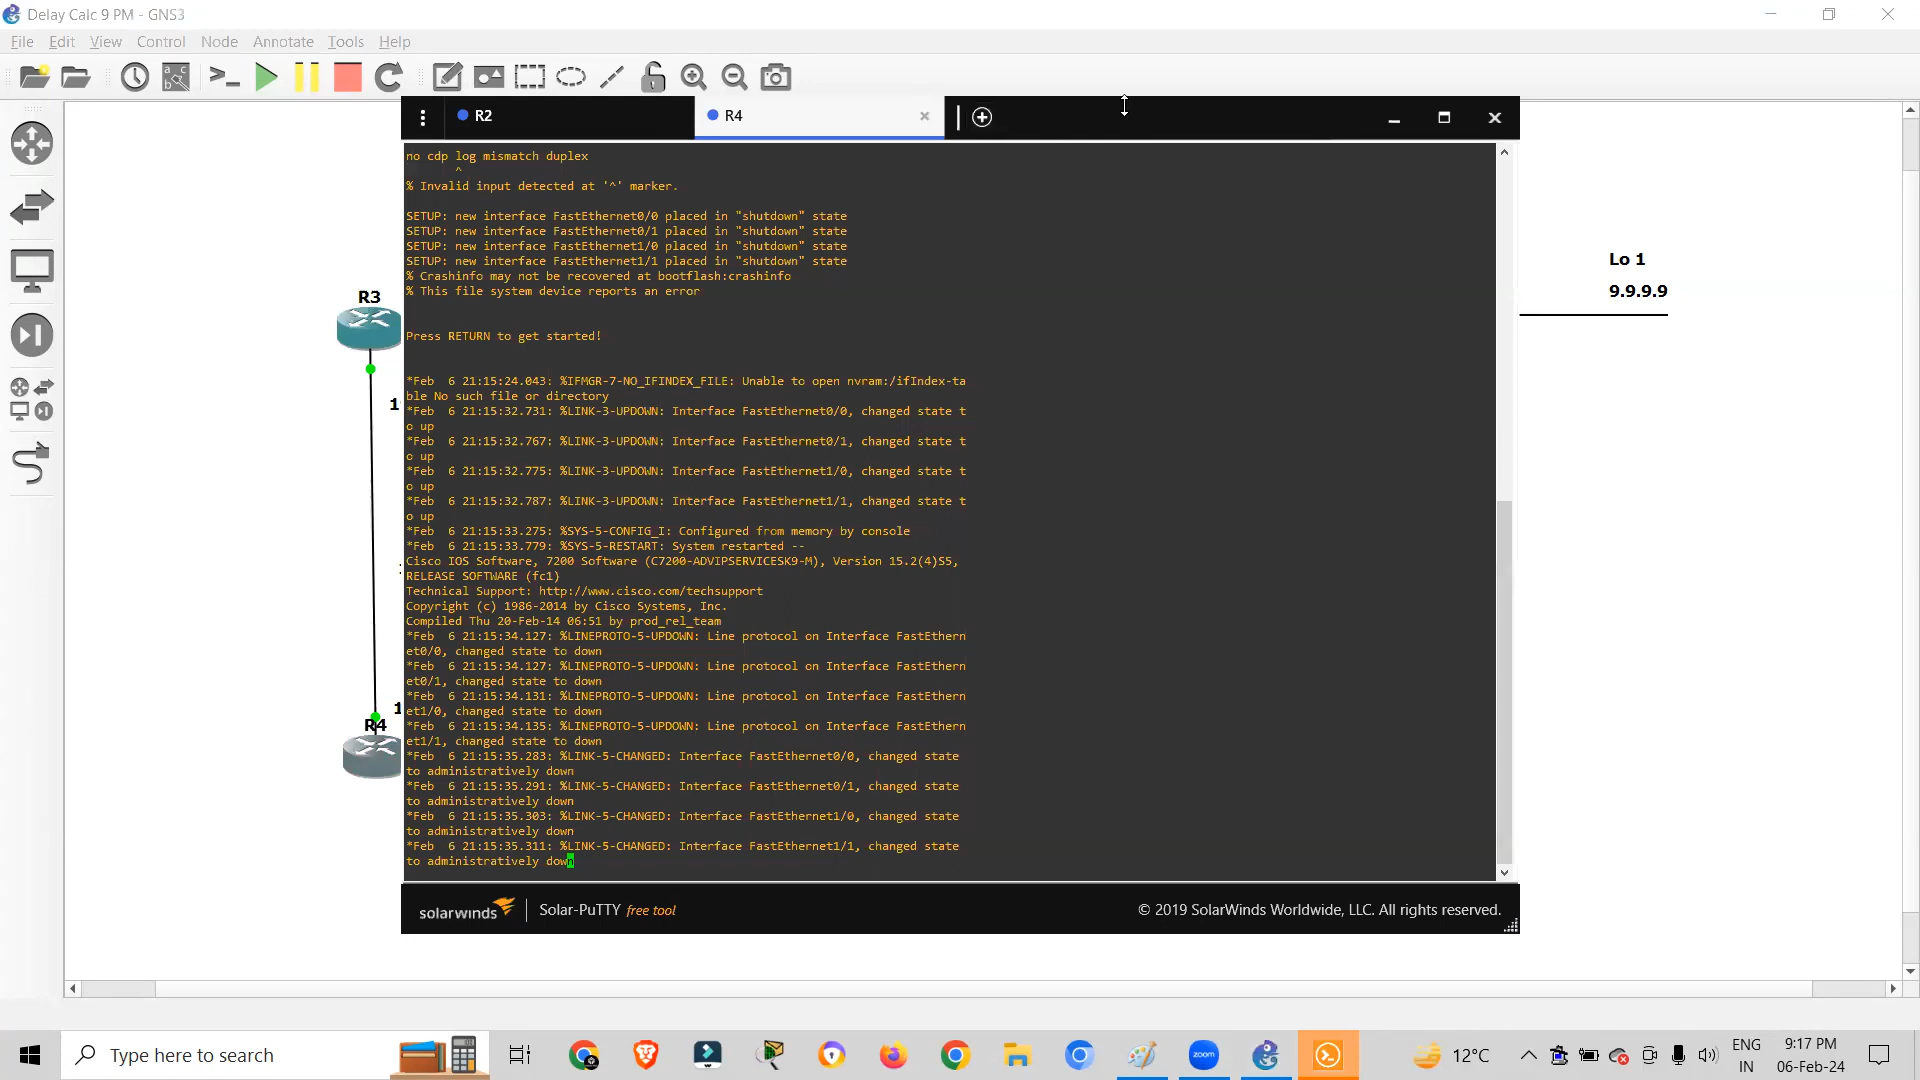 Delay Calc 9 PM - GNS3
File Edit View Control Node Annotate Tools Help
R2
R4
no cdp log mismatch duplex
^
% Invalid input detected at '^' marker.
SETUP: new interface FastEthernet0/0 placed in "shutdown" state
SETUP: new interface FastEthernet0/1 placed in "shutdown" state
SETUP: new interface FastEthernet1/0 placed in "shutdown" state
SETUP: new interface FastEthernet1/1 placed in "shutdown" state
% Crashinfo may not be recovered at bootflash:crashinfo
% This file system device reports an error
Press RETURN to get started!
*Feb  6 21:15:24.043: %IFMGR-7-NO_IFINDEX_FILE: Unable to open nvram:/ifIndex-ta
ble No such file or directory
*Feb  6 21:15:32.731: %LINK-3-UPDOWN: Interface FastEthernet0/0, changed state t
o up
*Feb  6 21:15:32.767: %LINK-3-UPDOWN: Interface FastEthernet0/1, changed state t
o up
*Feb  6 21:15:32.775: %LINK-3-UPDOWN: Interface FastEthernet1/0, changed state t
o up
*Feb  6 21:15:32.787: %LINK-3-UPDOWN: Interface FastEthernet1/1, changed state t
o up
*Feb  6 21:15:33.275: %SYS-5-CONFIG_I: Configured from memory by console
*Feb  6 21:15:33.779: %SYS-5-RESTART: System restarted --
Cisco IOS Software, 7200 Software (C7200-ADVIPSERVICESK9-M), Version 15.2(4)S5,
RELEASE SOFTWARE (fc1)
Technical Support: http://www.cisco.com/techsupport
Copyright (c) 1986-2014 by Cisco Systems, Inc.
Compiled Thu 20-Feb-14 06:51 by prod_rel_team
*Feb  6 21:15:34.127: %LINEPROTO-5-UPDOWN: Line protocol on Interface FastEthern
et0/0, changed state to down
*Feb  6 21:15:34.127: %LINEPROTO-5-UPDOWN: Line protocol on Interface FastEthern
et0/1, changed state to down
*Feb  6 21:15:34.131: %LINEPROTO-5-UPDOWN: Line protocol on Interface FastEthern
et1/0, changed state to down
*Feb  6 21:15:34.135: %LINEPROTO-5-UPDOWN: Line protocol on Interface FastEthern
et1/1, changed state to down
*Feb  6 21:15:35.283: %LINK-5-CHANGED: Interface FastEthernet0/0, changed state
to administratively down
*Feb  6 21:15:35.291: %LINK-5-CHANGED: Interface FastEthernet0/1, changed state
to administratively down
*Feb  6 21:15:35.303: %LINK-5-CHANGED: Interface FastEthernet1/0, changed state
to administratively down
*Feb  6 21:15:35.311: %LINK-5-CHANGED: Interface FastEthernet1/1, changed state
to administratively down
solarwinds Solar-PuTTY free tool © 2019 SolarWinds Worldwide, LLC. All rights reserved.
R3
1
1
R4
Lo 1
9.9.9.9
Type here to search
zoom
12°C
ENG
IN
9:17 PM
06-Feb-24